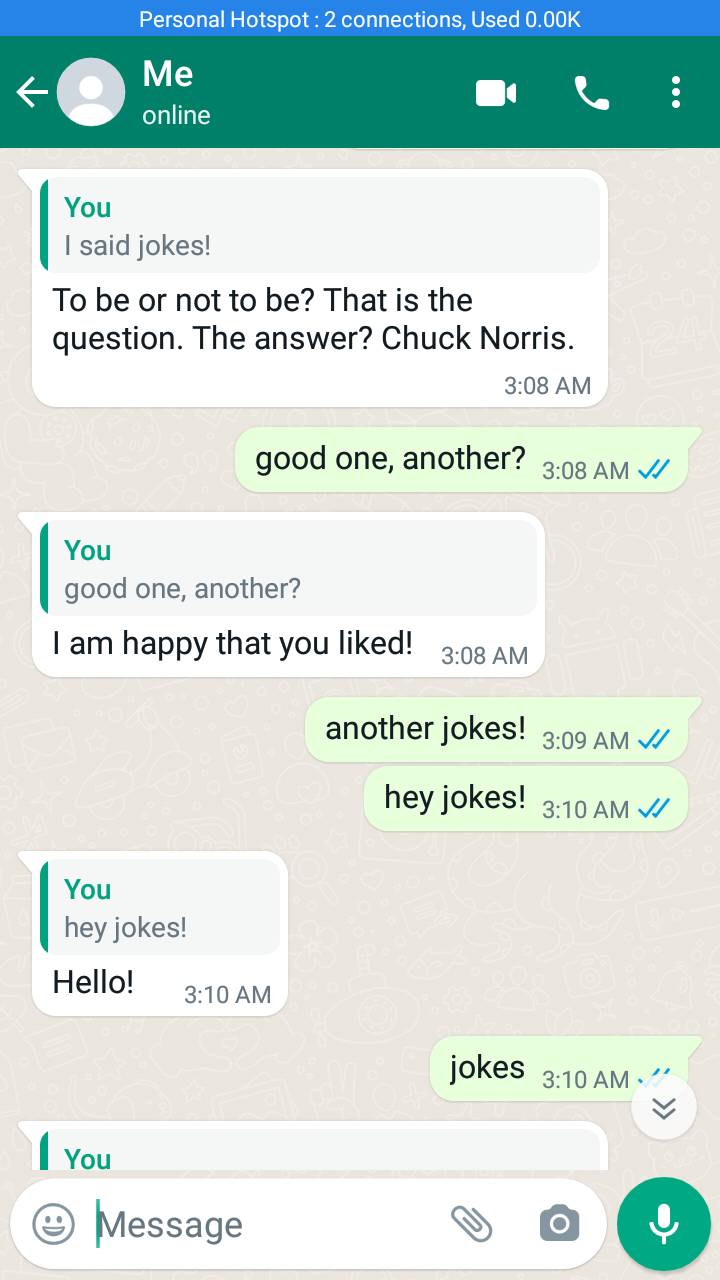 Personal Hotspot : 2 connections, Used 0.00K
Me
online
You
I said jokes!
To be or not to be? That is the
question. The answer? Chuck Norris.
3:08 AM
good one, another? 3:08 AM
You
good one, another?
I am happy that you liked! 3:08 AM
another jokes! 3:09 AM
hey jokes! 3:10 AM
You
hey jokes!
Hello! 3:10 AM
jokes 3:10 AM
You
Message